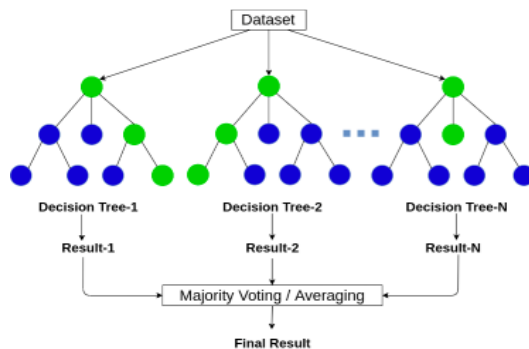 Dataset
Decision Tree-1
Decision Tree-2
Decision Tree-N
Result-1
Result-2
Result-N
Majority Voting / Averaging
Final Result